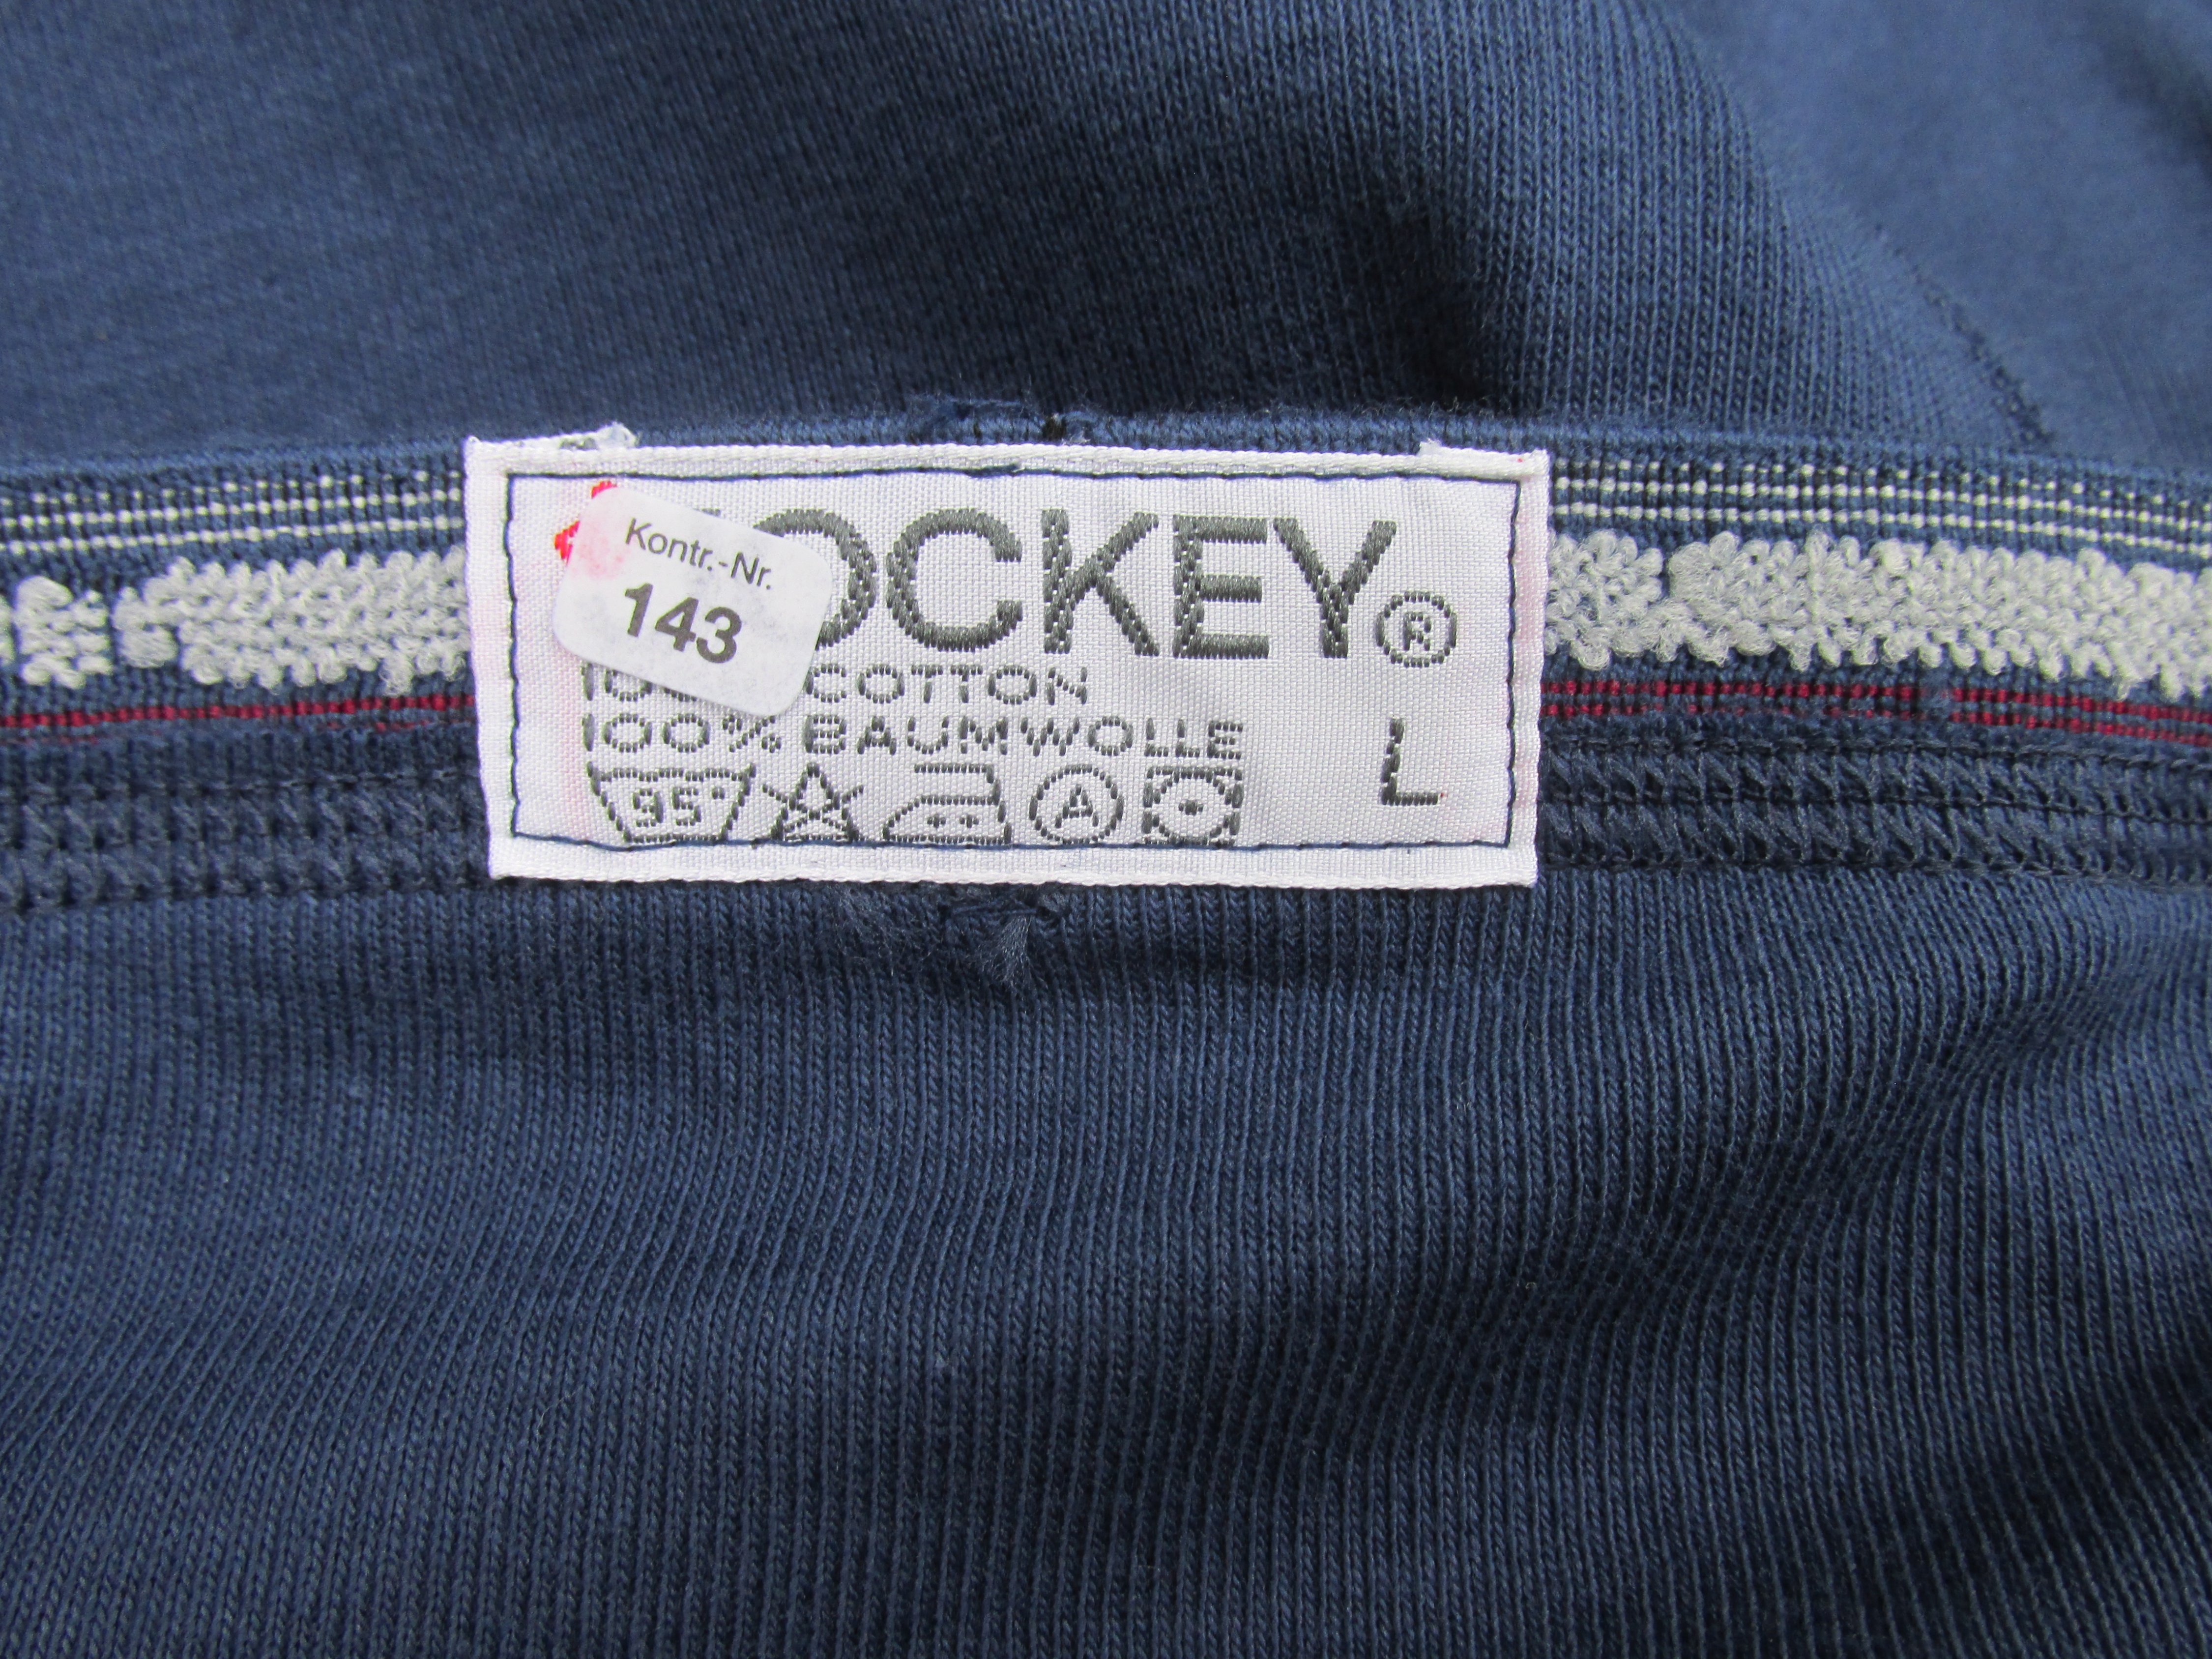 Kontr.-Nr.
143
OCKEY®
COTTON
100% BAUMWOLLE
L
95° A